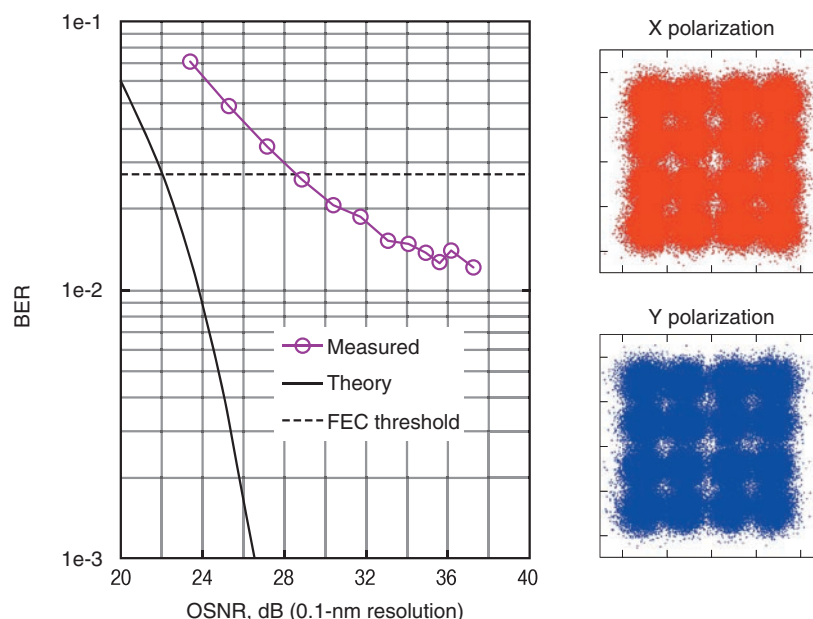 1e-1
1e-2
1e-3
BER
20
24
28
32
36
40
OSNR, dB (0.1-nm resolution)
Measured
Theory
FEC threshold
X polarization
Y polarization